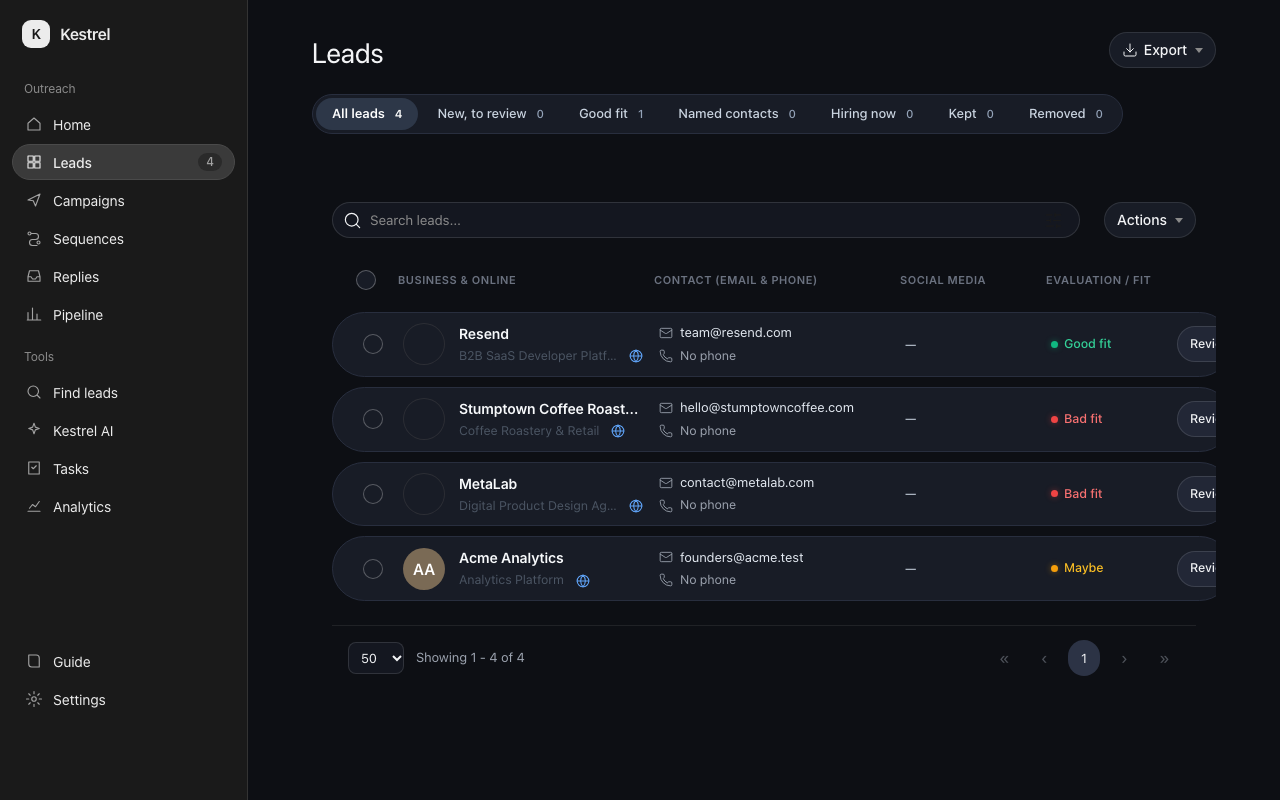 K Kestrel
Outreach
Home
Leads 4
Campaigns
Sequences
Replies
Pipeline
Tools
Find leads
Kestrel AI
Tasks
Analytics
Guide
Settings
Leads
Export
All leads 4 New, to review 0 Good fit 1 Named contacts 0 Hiring now 0 Kept 0 Removed 0
Search leads...
Actions
BUSINESS & ONLINE CONTACT (EMAIL & PHONE) SOCIAL MEDIA EVALUATION / FIT
Resend team@resend.com
B2B SaaS Developer Platf... No phone
— Good fit Revi
Stumptown Coffee Roast... hello@stumptowncoffee.com
Coffee Roastery & Retail No phone
— Bad fit Revi
MetaLab contact@metalab.com
Digital Product Design Ag... No phone
— Bad fit Revi
AA Acme Analytics founders@acme.test
Analytics Platform No phone
— Maybe Revi
50 Showing 1 - 4 of 4 « ‹ 1 › »